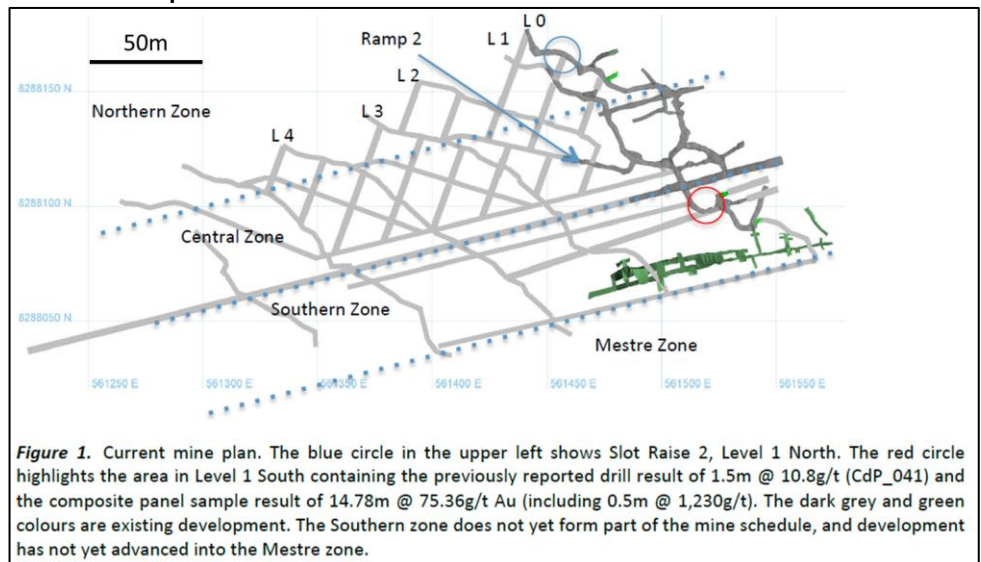 L 0
50m
Ramp 2
L 1
L 2
8288150 N
Northern Zone
L 3
L 4
8288100 N
Central Zone
Southern Zone
8288050 N
Mestre Zone
561250 E 561300 E 561350 E 561400 E 561450 E 561500 E 561550 E
Figure 1. Current mine plan. The blue circle in the upper left shows Slot Raise 2, Level 1 North. The red circle
highlights the area in Level 1 South containing the previously reported drill result of 1.5m @ 10.8g/t (CdP_041) and
the composite panel sample result of 14.78m @ 75.36g/t Au (including 0.5m @ 1,230g/t). The dark grey and green
colours are existing development. The Southern zone does not yet form part of the mine schedule, and development
has not yet advanced into the Mestre zone.